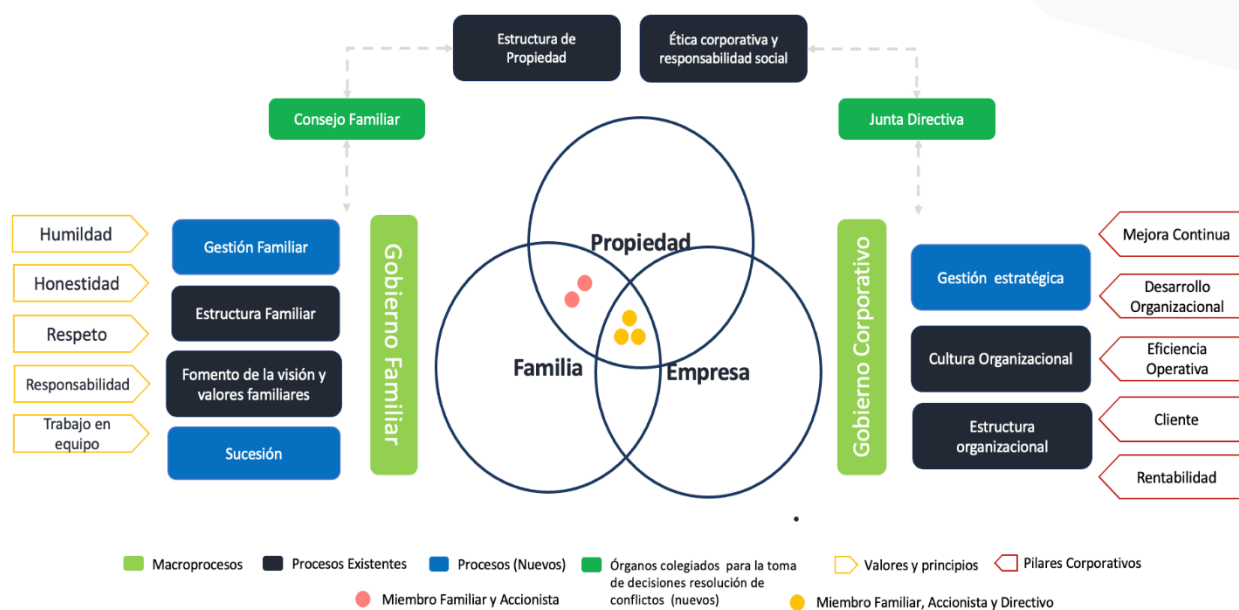 Estructura de
Propiedad
Ética corporativa y
responsabilidad social
Consejo Familiar
Junta Directiva
Humildad
Honestidad
Respeto
Responsabilidad
Trabajo en
equipo
Gestión Familiar
Estructura Familiar
Fomento de la visión y
valores familiares
Sucesión
Gobierno Familiar
Propiedad
Familia
Empresa
Gobierno Corporativo
Gestión estratégica
Cultura Organizacional
Estructura
organizacional
Mejora Continua
Desarrollo
Organizacional
Eficiencia
Operativa
Cliente
Rentabilidad
Macroprocesos
Procesos Existentes
Procesos (Nuevos)
Órganos colegiados para la toma
de decisiones resolución de
conflictos (nuevos)
Valores y principios
Pilares Corporativos
Miembro Familiar y Accionista
Miembro Familiar, Accionista y Directivo